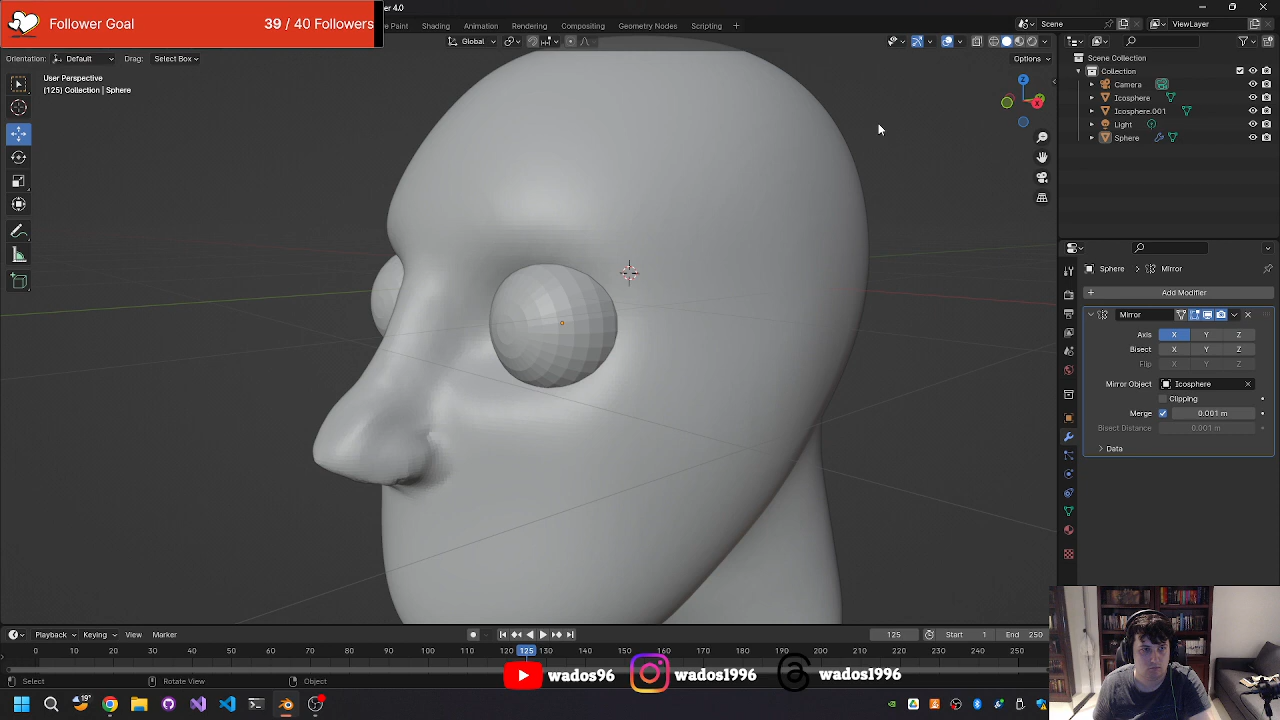 Follower Goal 39 / 40 Followers
er 4.0
e Paint Shading Animation Rendering Compositing Geometry Nodes Scripting + Scene ViewLayer
Global
Orientation: Default Drag: Select Box Options
User Perspective
(125) Collection | Sphere
Z
Scene Collection
Collection
Camera
Icosphere
Icosphere.001
Light
Sphere
Sphere > Mirror
+ Add Modifier
Mirror
Axis X Y Z
Bisect X Y Z
Flip X Y Z
Mirror Object Icosphere
Clipping
Merge 0.001 m
Bisect Distance 0.001 m
Data
Playback Keying View Marker 125 Start 1 End 250
0 10 20 30 40 50 60 70 80 90 100 110 120 125 130 140 150 160 170 180 190 200 210 220 230 240 250
Select Rotate View Object
wados96 wados1996 wados1996
19°